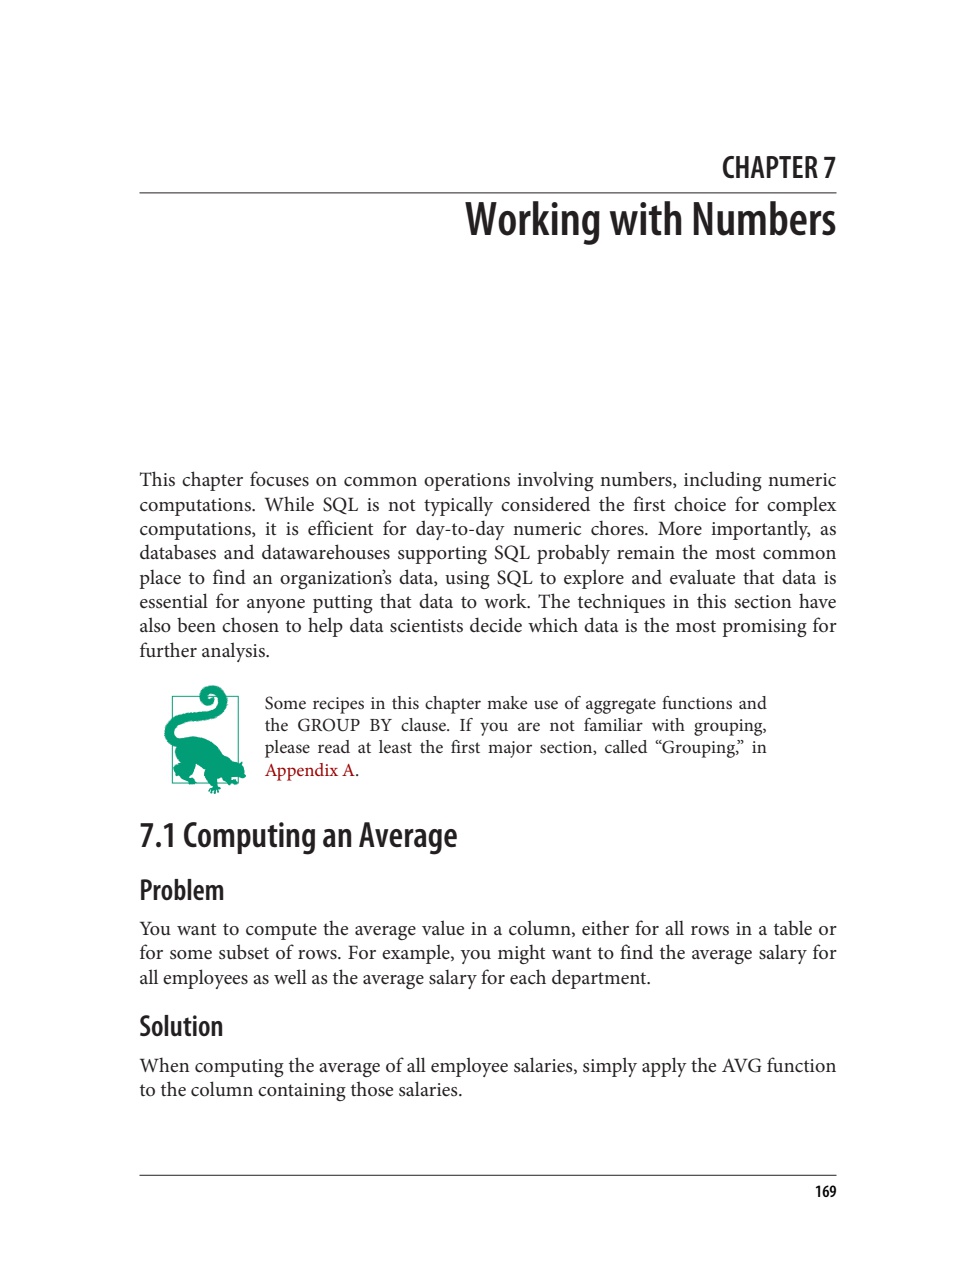 CHAPTER 7
Working with Numbers
This chapter focuses on common operations involving numbers, including numeric
computations. While SQL is not typically considered the first choice for complex
computations, it is efficient for day-to-day numeric chores. More importantly, as
databases and datawarehouses supporting SQL probably remain the most common
place to find an organization’s data, using SQL to explore and evaluate that data is
essential for anyone putting that data to work. The techniques in this section have
also been chosen to help data scientists decide which data is the most promising for
further analysis.
Some recipes in this chapter make use of aggregate functions and
the GROUP BY clause. If you are not familiar with grouping,
please read at least the first major section, called “Grouping,” in
Appendix A.
7.1 Computing an Average
Problem
You want to compute the average value in a column, either for all rows in a table or
for some subset of rows. For example, you might want to find the average salary for
all employees as well as the average salary for each department.
Solution
When computing the average of all employee salaries, simply apply the AVG function
to the column containing those salaries.
169